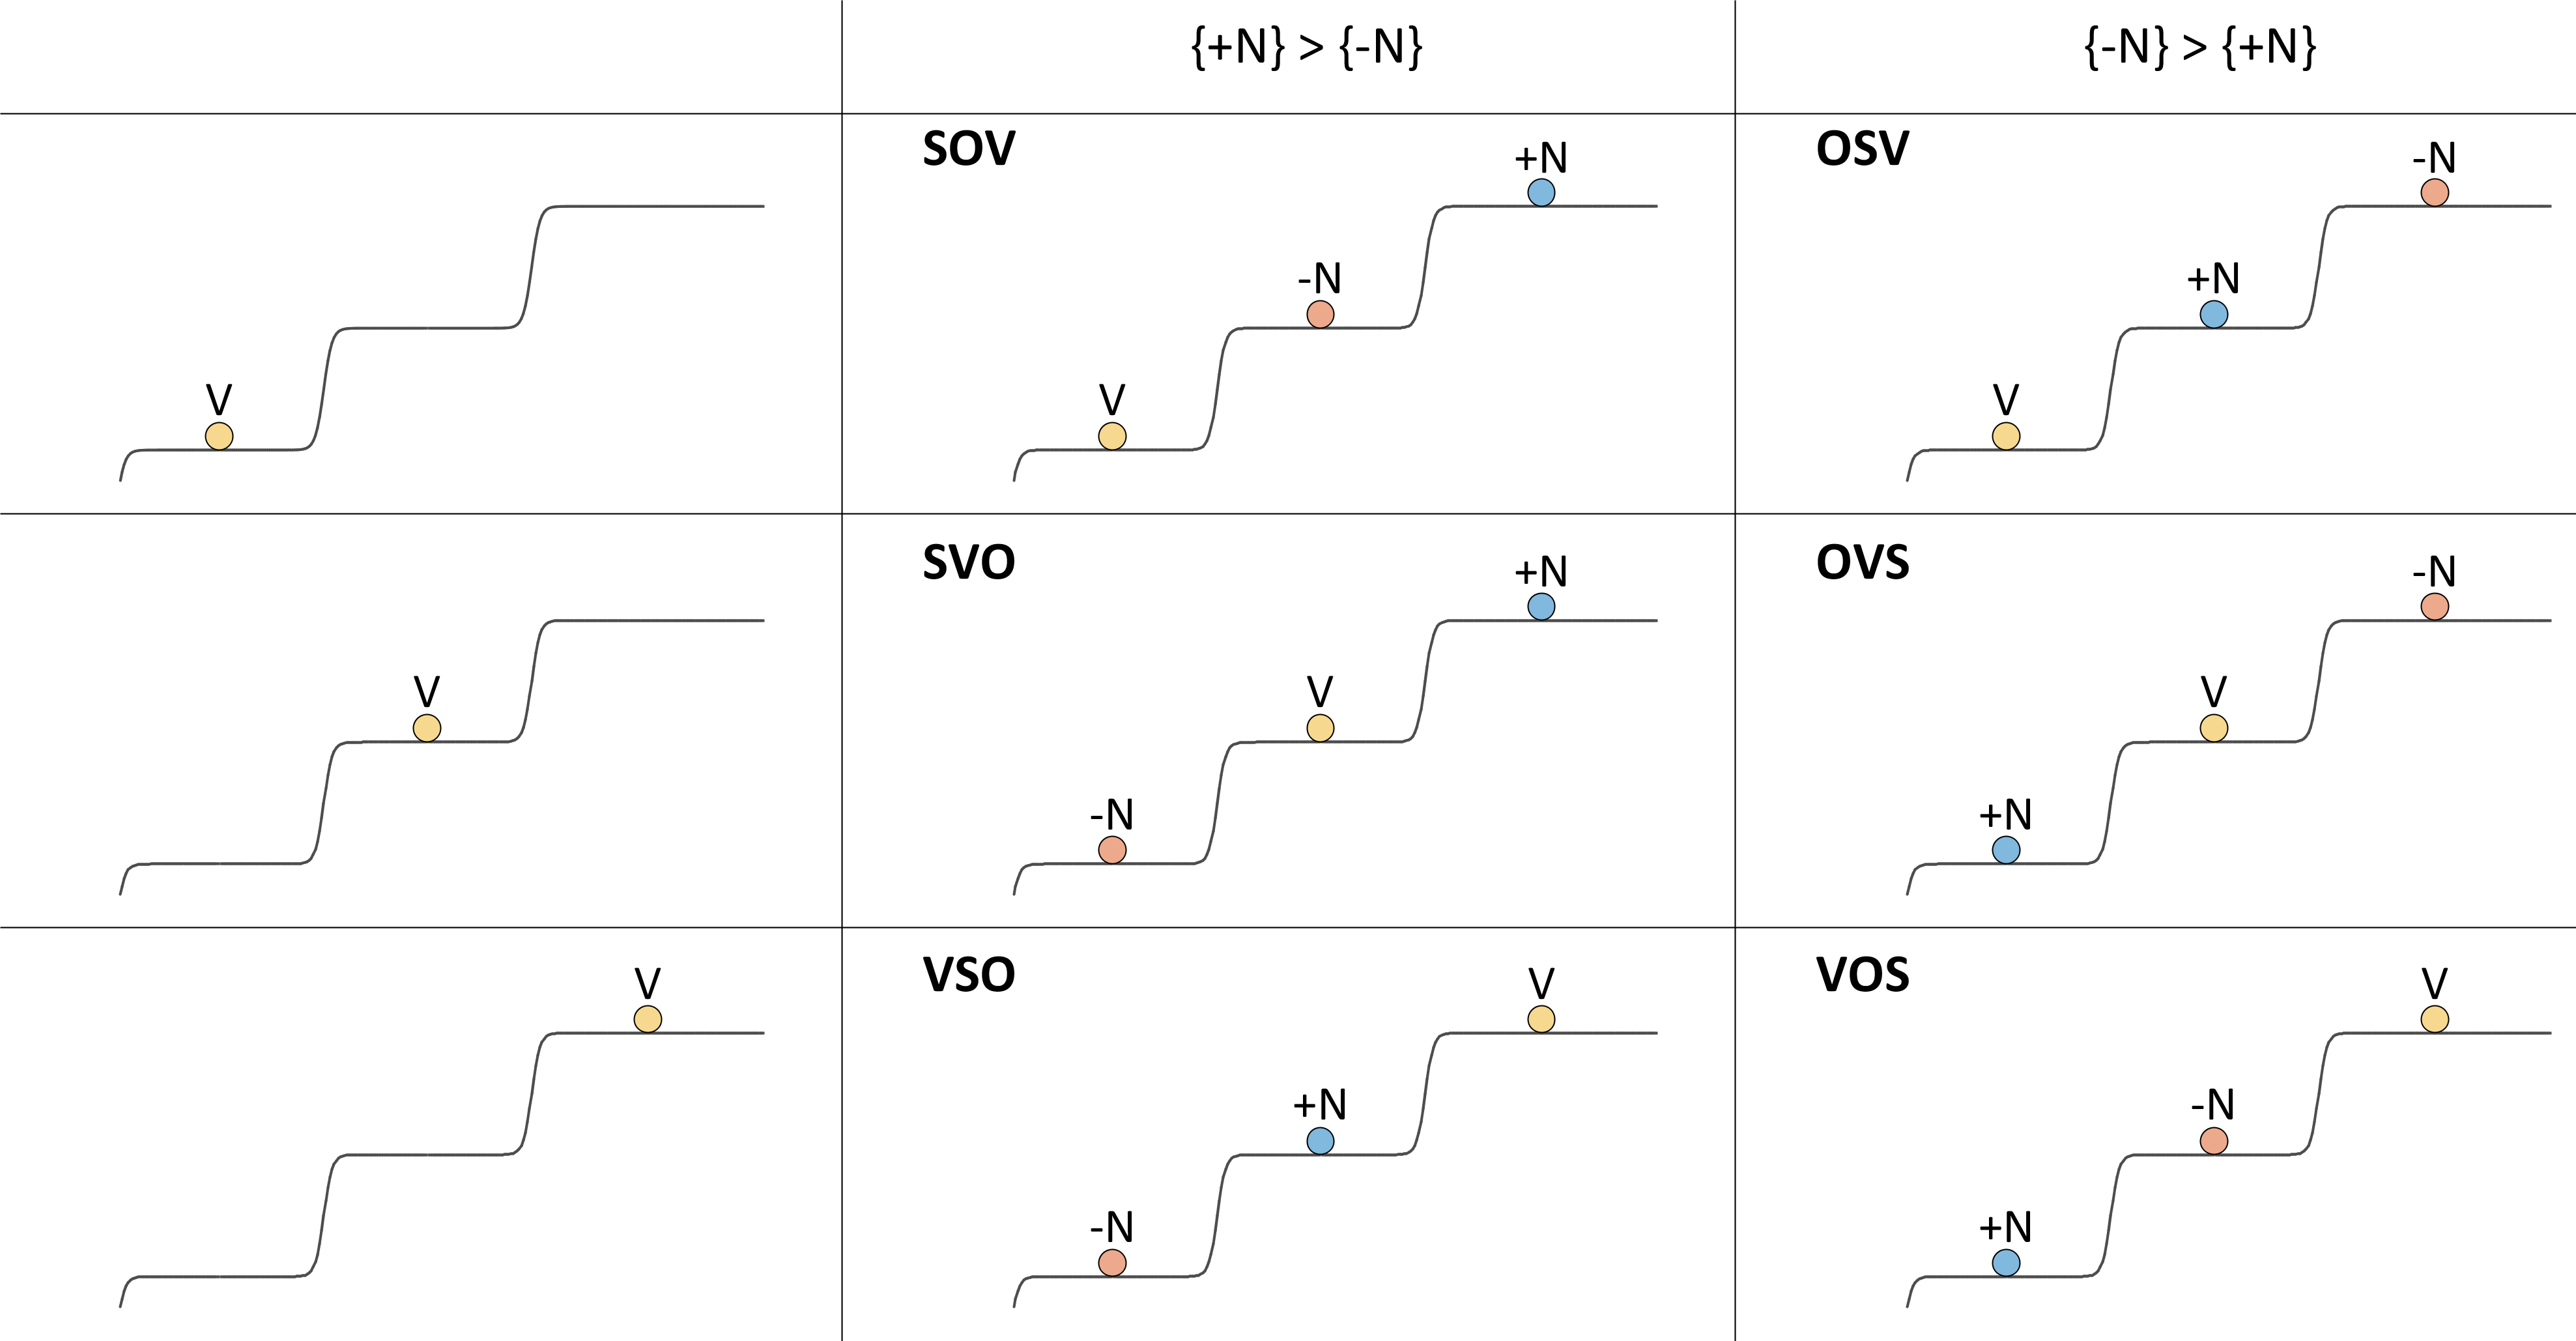 {+N} > {-N}
{-N} > {+N}
V
SOV
+N
-N
V
OSV
-N
+N
V
V
SVO
+N
V
-N
OVS
-N
V
+N
V
VSO
V
+N
-N
VOS
V
-N
+N